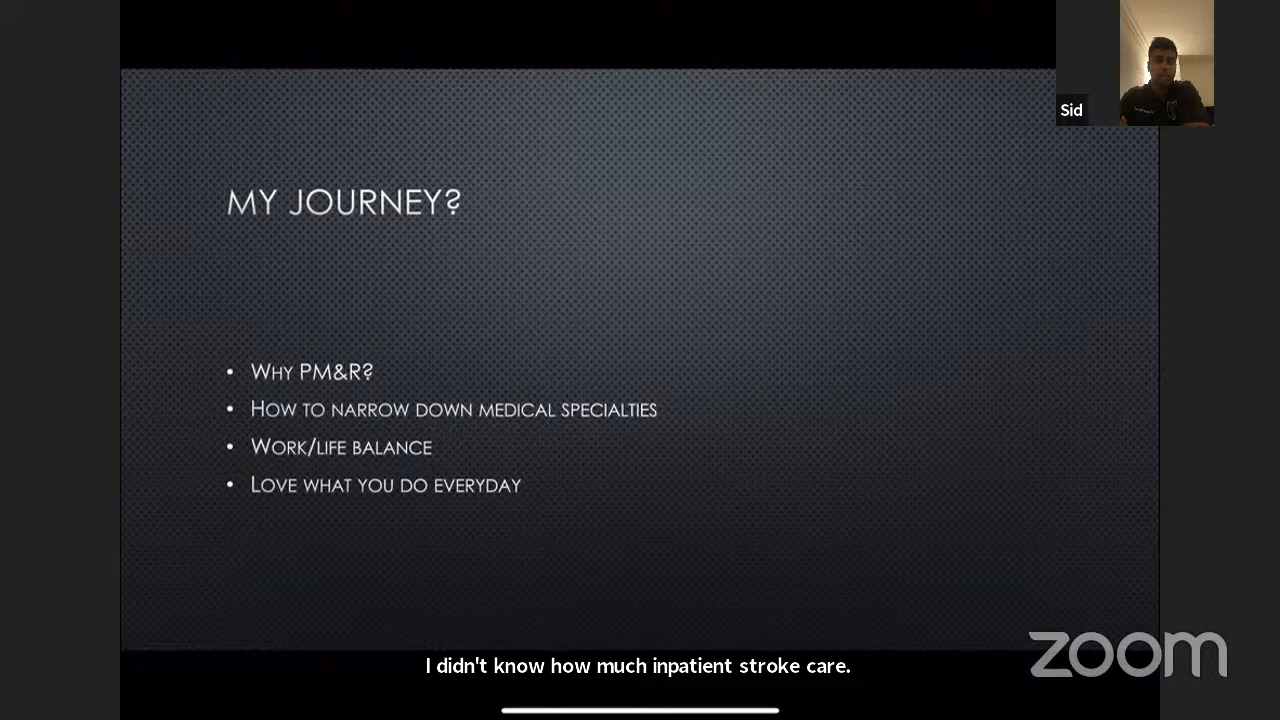 Sid
MY JOURNEY?
• WHY PM&R?
• HOW TO NARROW DOWN MEDICAL SPECIALTIES
• WORK/LIFE BALANCE
• LOVE WHAT YOU DO EVERYDAY
I didn't know how much inpatient stroke care.
zoom